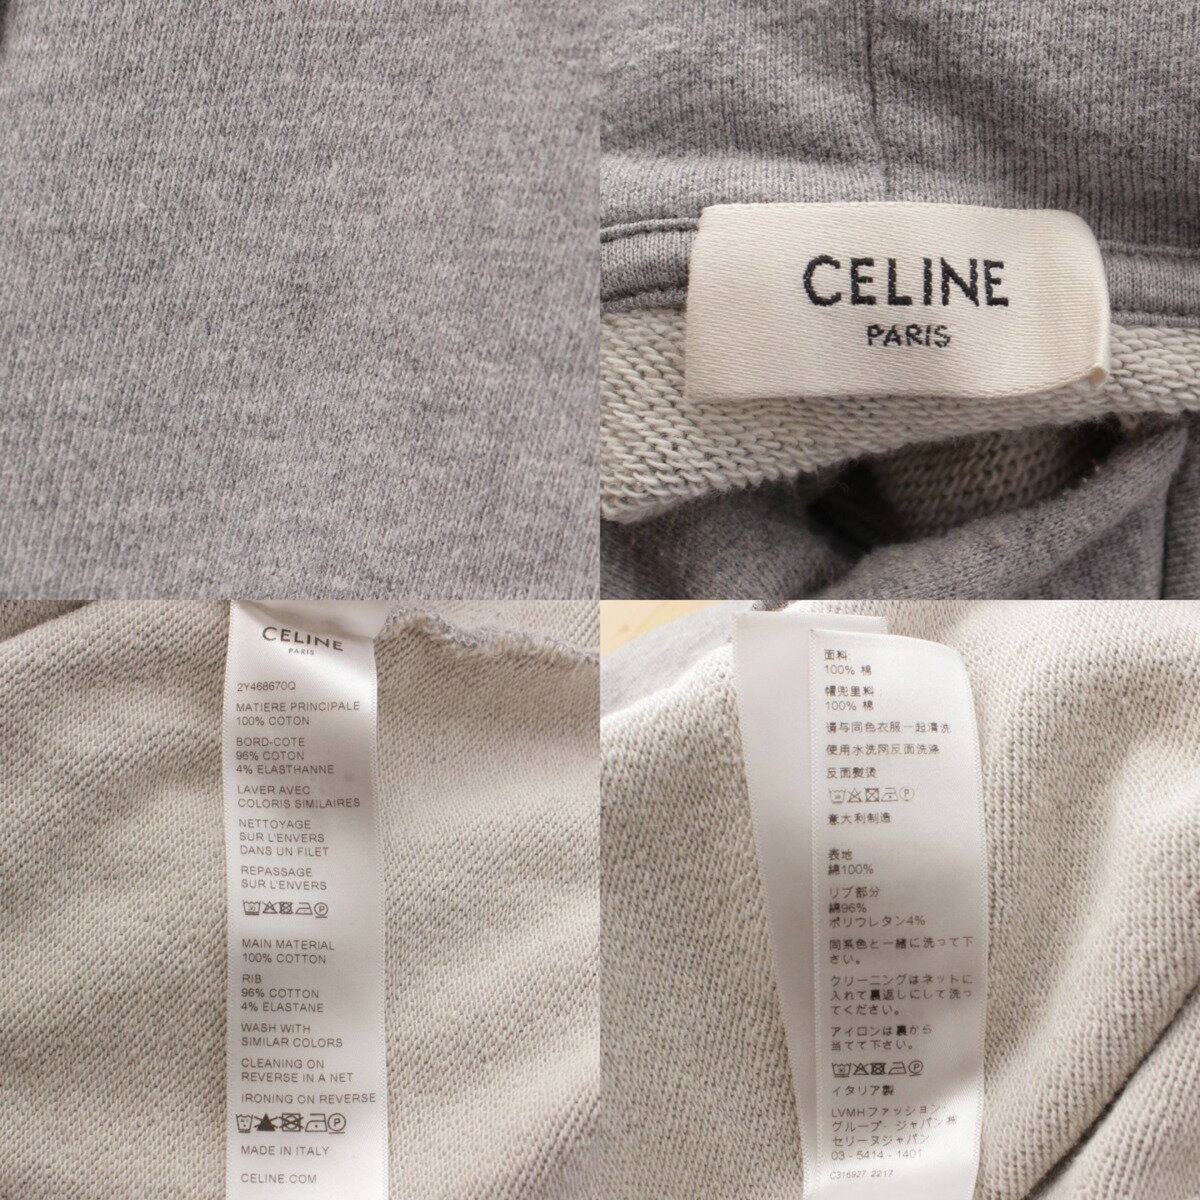 CELINE
PARIS
CELINE
PARIS
2Y468670Q
MATIERE PRINCIPALE
100% COTON
BORD-COTE
96% COTON
4% ELASTHANNE
LAVER AVEC
COLORIS SIMILAIRES
NETTOYAGE
SUR L'ENVERS
DANS UN FILET
REPASSAGE
SUR L'ENVERS
MAIN MATERIAL
100% COTTON
RIB
96% COTTON
4% ELASTANE
WASH WITH
SIMILAR COLORS
CLEANING ON
REVERSE IN A NET
IRONING ON REVERSE
MADE IN ITALY
CELINE.COM
面料:
100% 棉
帽兜里料
100% 棉
请与同色衣服一起清洗
使用水洗网反面洗涤
反面熨烫
意大利制造
表地
綿100%
リブ部分
綿96%
ポリウレタン4%
同系色と一緒に洗って下
さい。
クリーニングはネットに
入れて裏返しにして洗っ
てください。
アイロンは裏から
当てて下さい。
イタリア製
LVMHファッション
グループ・ジャパン㈱
セリーヌジャパン
03 - 5414 - 1401
C316927 2217